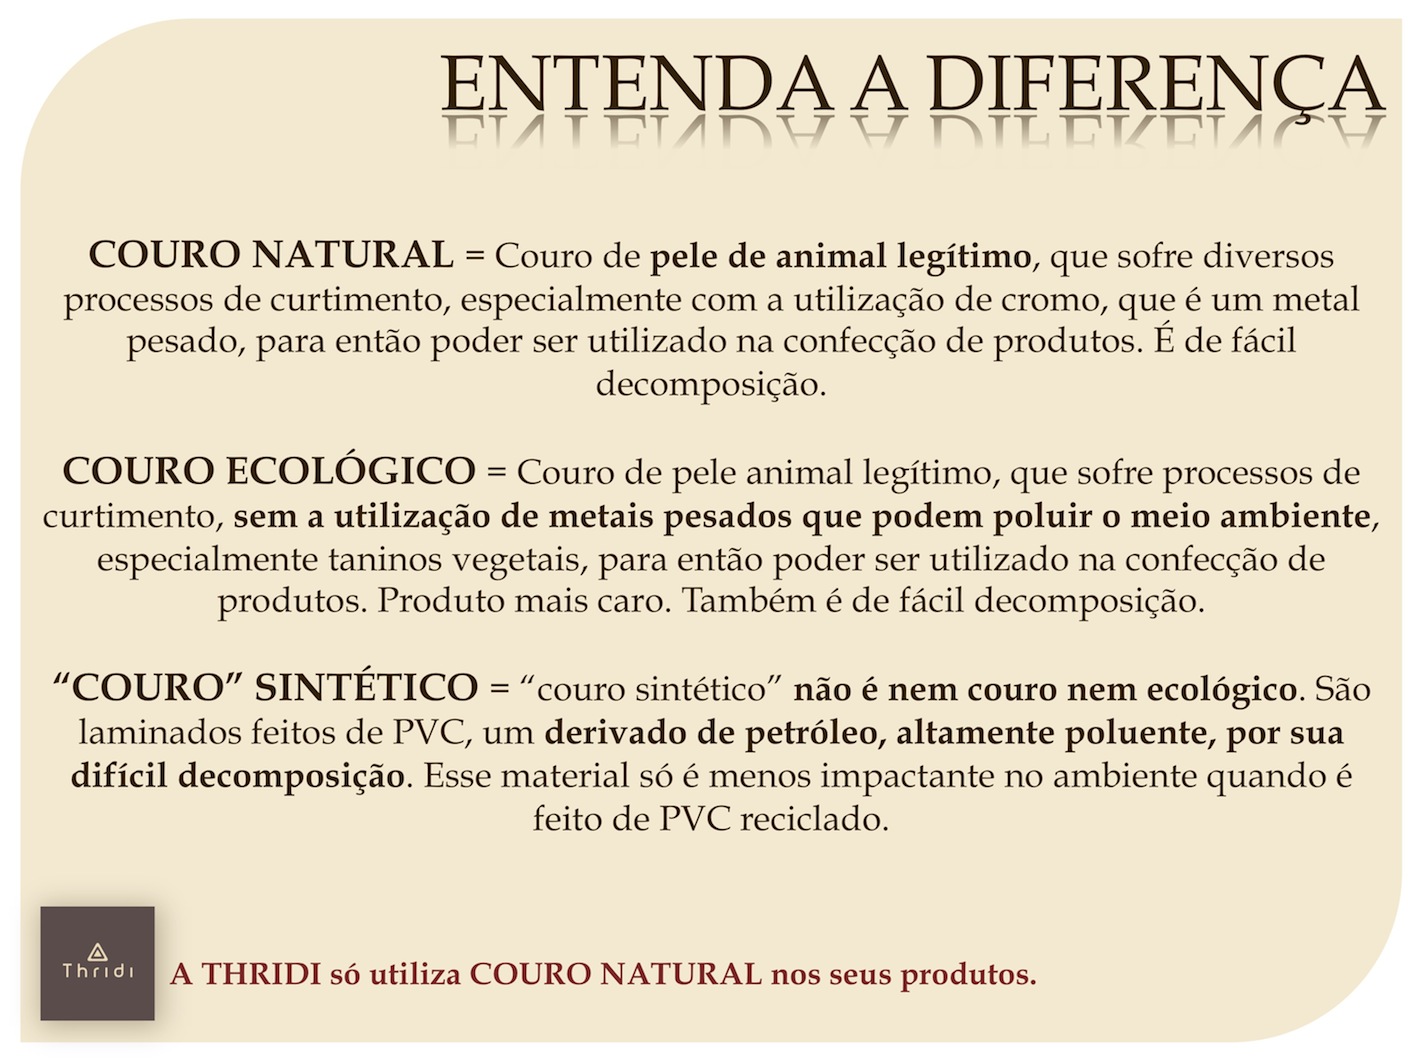 ENTENDA A DIFERENÇA
COURO NATURAL = Couro de pele de animal legítimo, que sofre diversos
processos de curtimento, especialmente com a utilização de cromo, que é um metal
pesado, para então poder ser utilizado na confecção de produtos. É de fácil
decomposição.
COURO ECOLÓGICO = Couro de pele animal legítimo, que sofre processos de
curtimento, sem a utilização de metais pesados que podem poluir o meio ambiente,
especialmente taninos vegetais, para então poder ser utilizado na confecção de
produtos. Produto mais caro. Também é de fácil decomposição.
“COURO” SINTÉTICO = “couro sintético” não é nem couro nem ecológico. São
laminados feitos de PVC, um derivado de petróleo, altamente poluente, por sua
difícil decomposição. Esse material só é menos impactante no ambiente quando é
feito de PVC reciclado.
Thridi
A THRIDI só utiliza COURO NATURAL nos seus produtos.